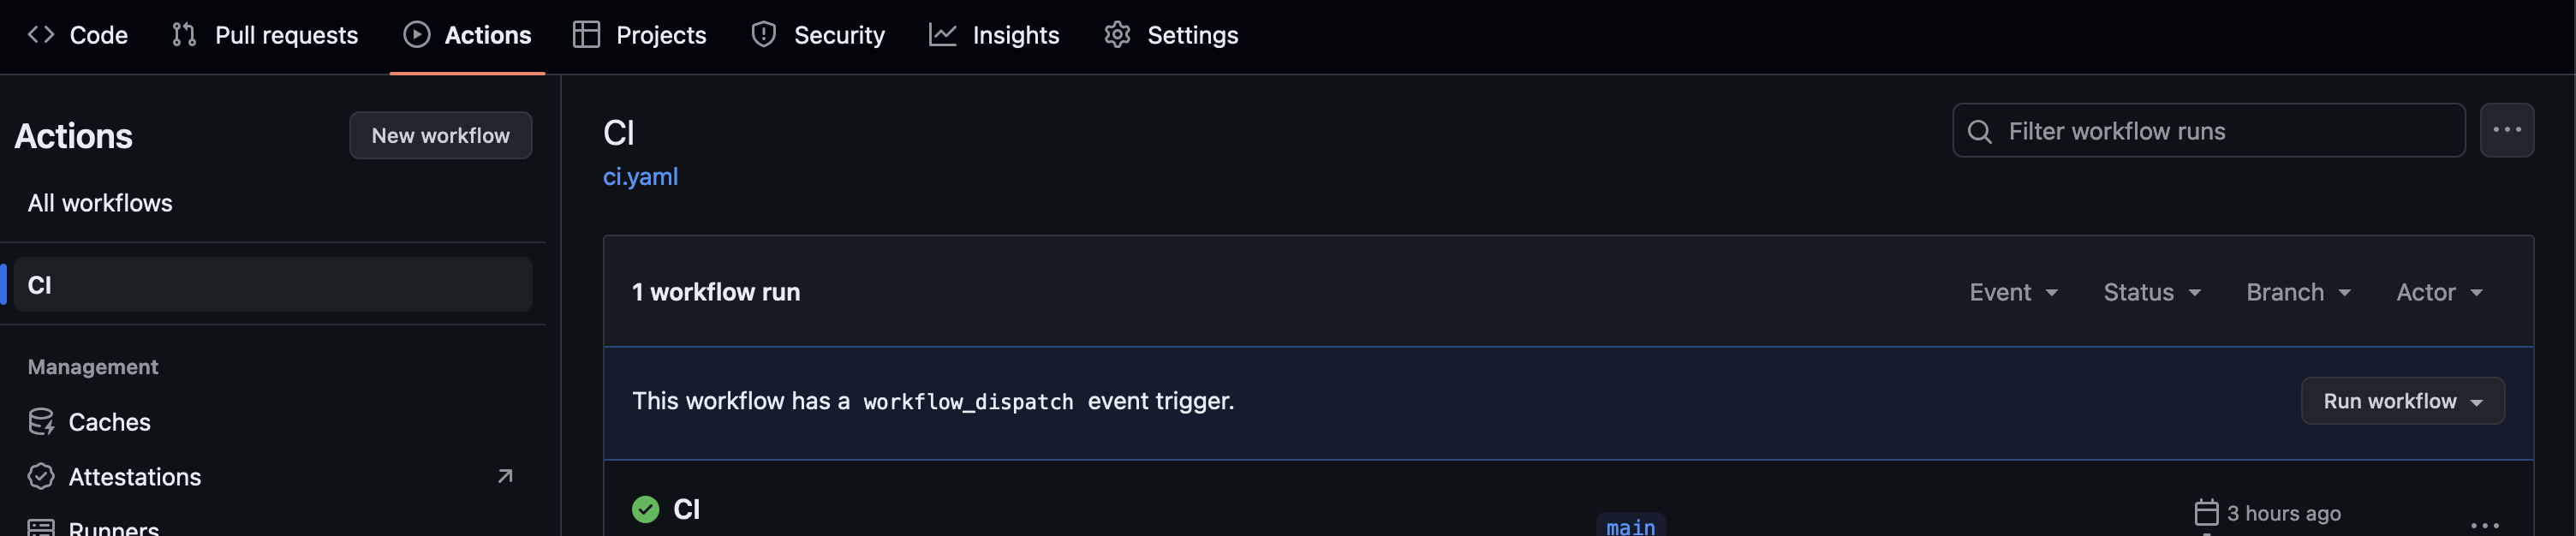 Code Pull requests Actions Projects Security Insights Settings
Actions New workflow
All workflows
CI
Management
Caches
Attestations
Runners
CI
ci.yaml
Filter workflow runs
1 workflow run Event Status Branch Actor
This workflow has a workflow_dispatch event trigger. Run workflow
CI main 3 hours ago